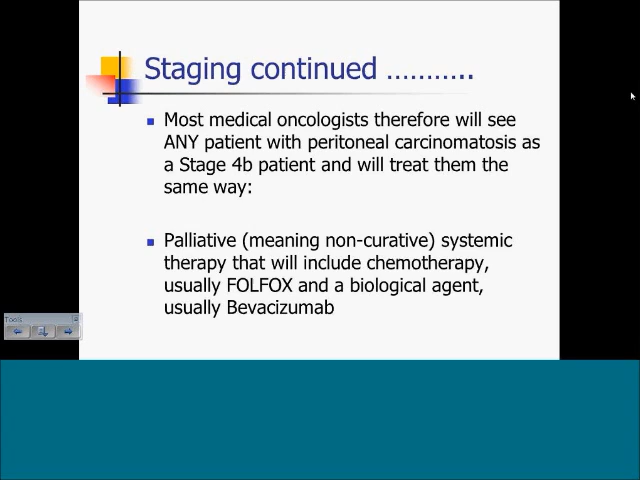 Staging continued ………..
Most medical oncologists therefore will see
ANY patient with peritoneal carcinomatosis as
a Stage 4b patient and will treat them the
same way:
Palliative (meaning non-curative) systemic
therapy that will include chemotherapy,
usually FOLFOX and a biological agent,
usually Bevacizumab
Tools